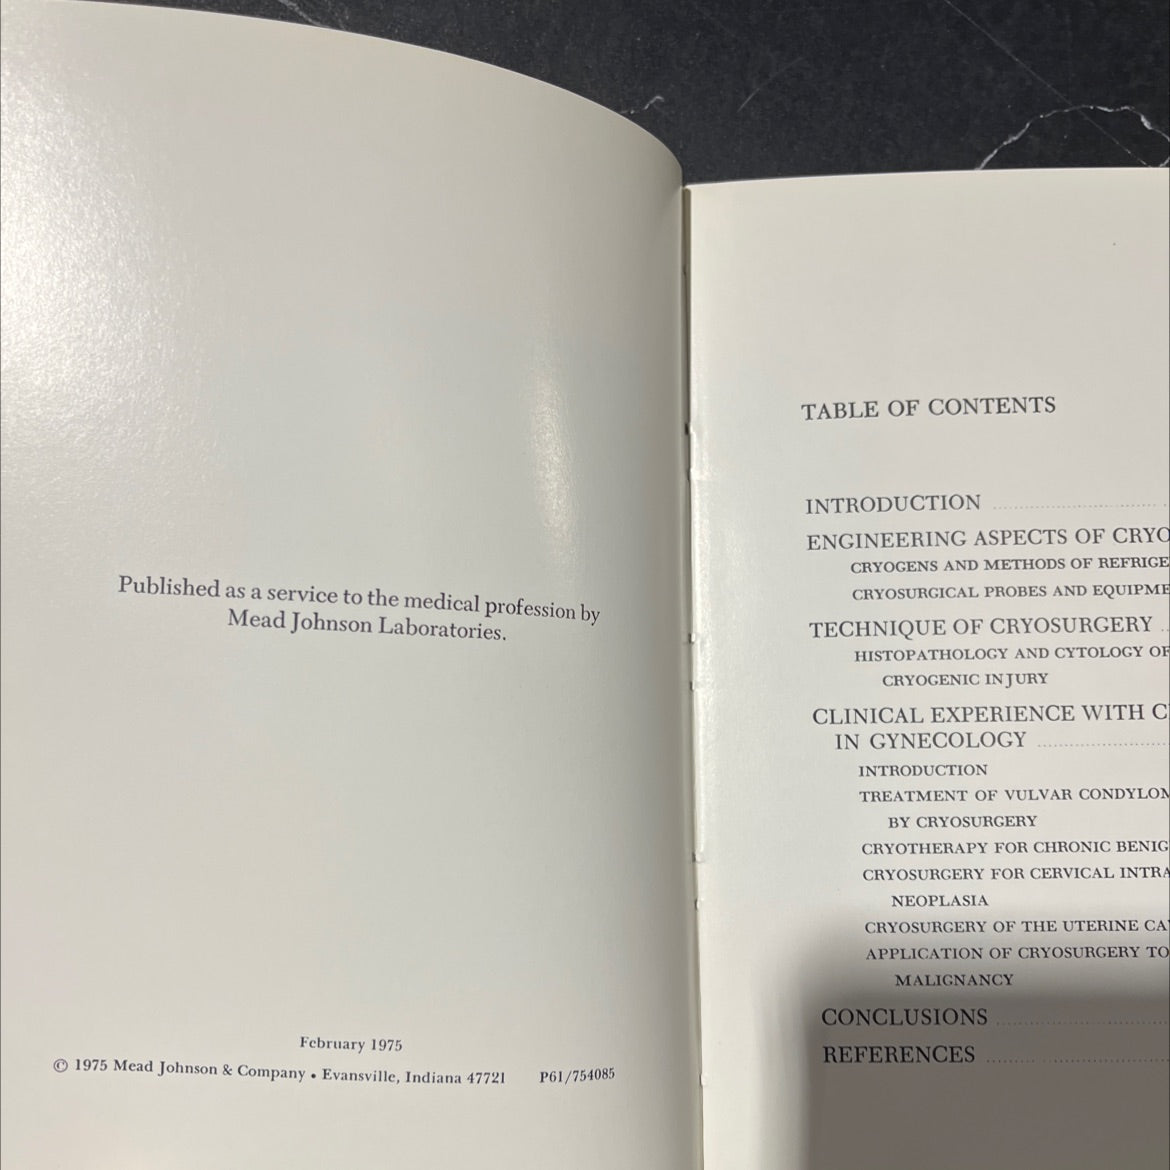 Published as a service to the medical profession by
Mead Johnson Laboratories.
February 1975
© 1975 Mead Johnson & Company • Evansville, Indiana 47721 P61/754085
TABLE OF CONTENTS
INTRODUCTION
ENGINEERING ASPECTS OF CRYO
CRYOGENS AND METHODS OF REFRIGE
CRYOSURGICAL PROBES AND EQUIPME
TECHNIQUE OF CRYOSURGERY
HISTOPATHOLOGY AND CYTOLOGY OF
CRYOGENIC INJURY
CLINICAL EXPERIENCE WITH C
IN GYNECOLOGY
INTRODUCTION
TREATMENT OF VULVAR CONDYLOM
BY CRYOSURGERY
CRYOTHERAPY FOR CHRONIC BENIG
CRYOSURGERY FOR CERVICAL INTRA
NEOPLASIA
CRYOSURGERY OF THE UTERINE CA
APPLICATION OF CRYOSURGERY TO
MALIGNANCY
CONCLUSIONS
REFERENCES